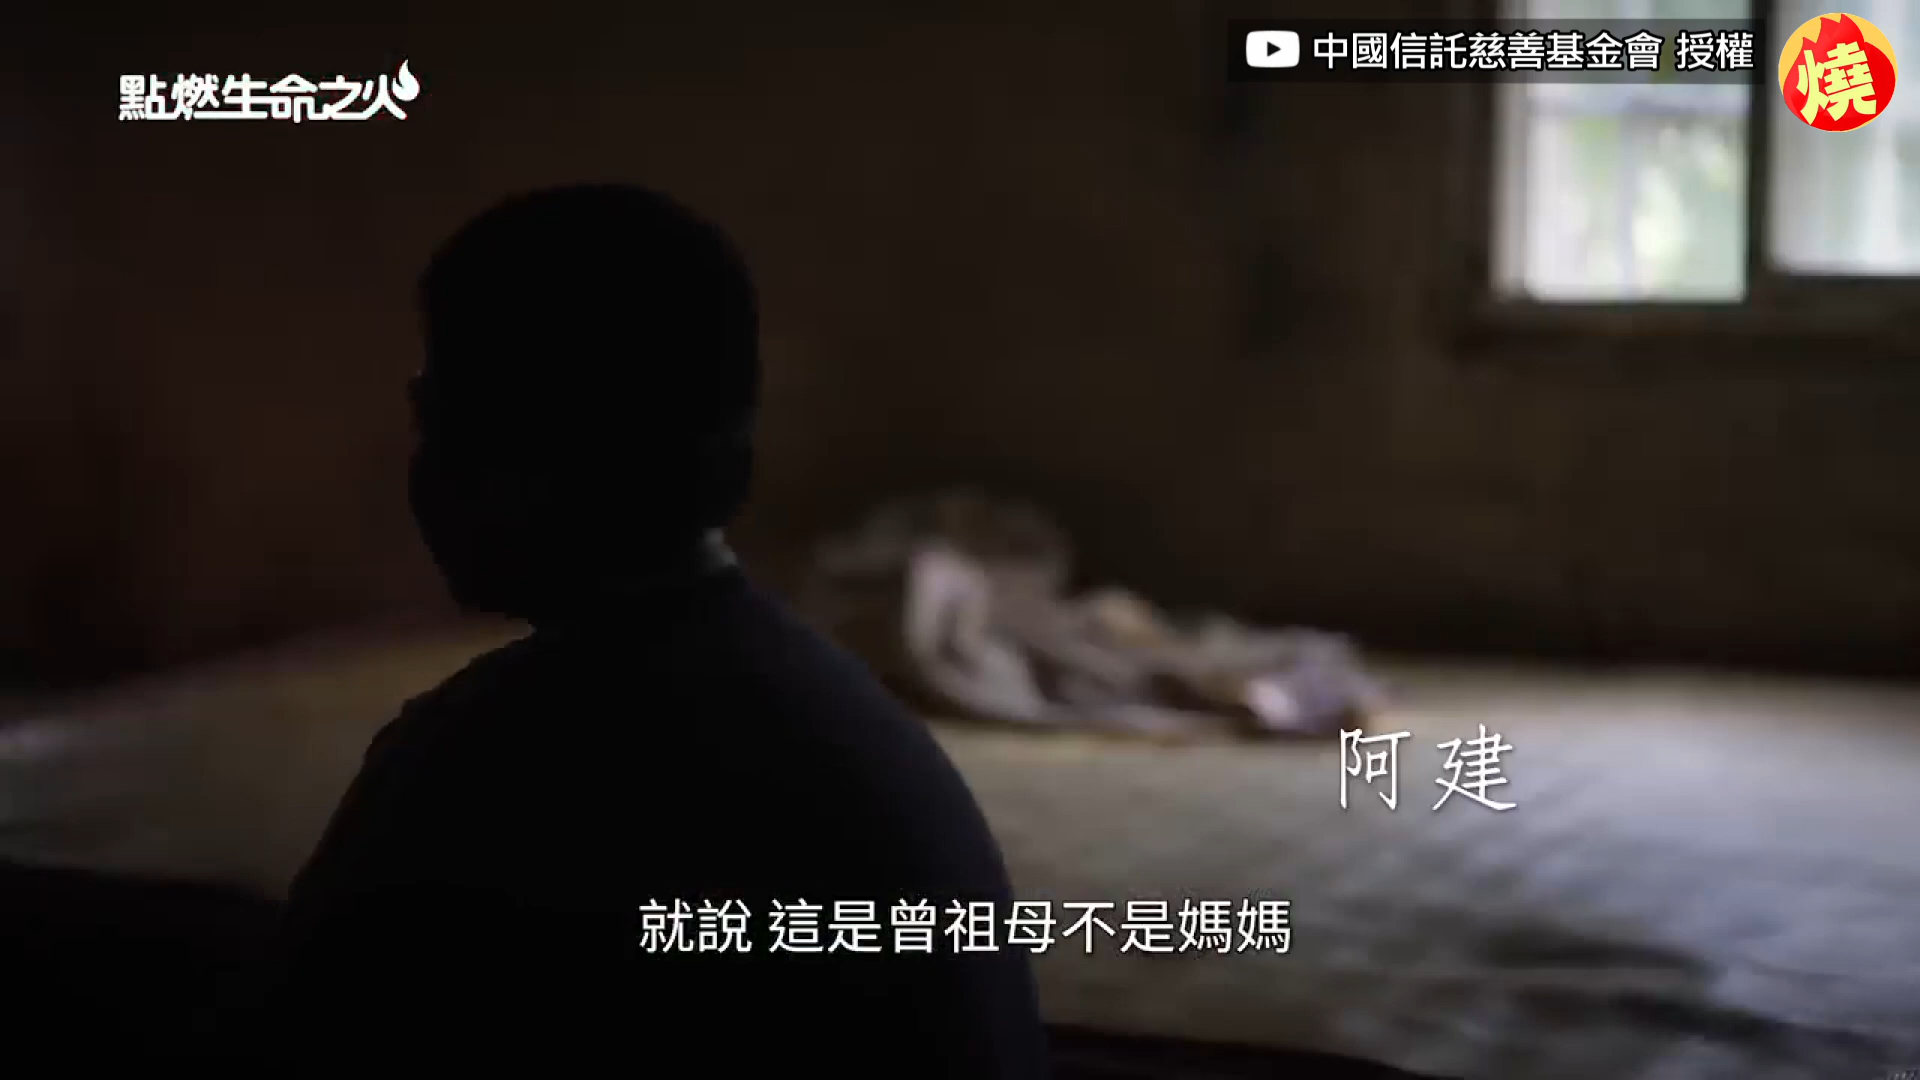 點燃生命之火
中國信託慈善基金會 授權
燒
阿建
就說 這是曾祖母不是媽媽